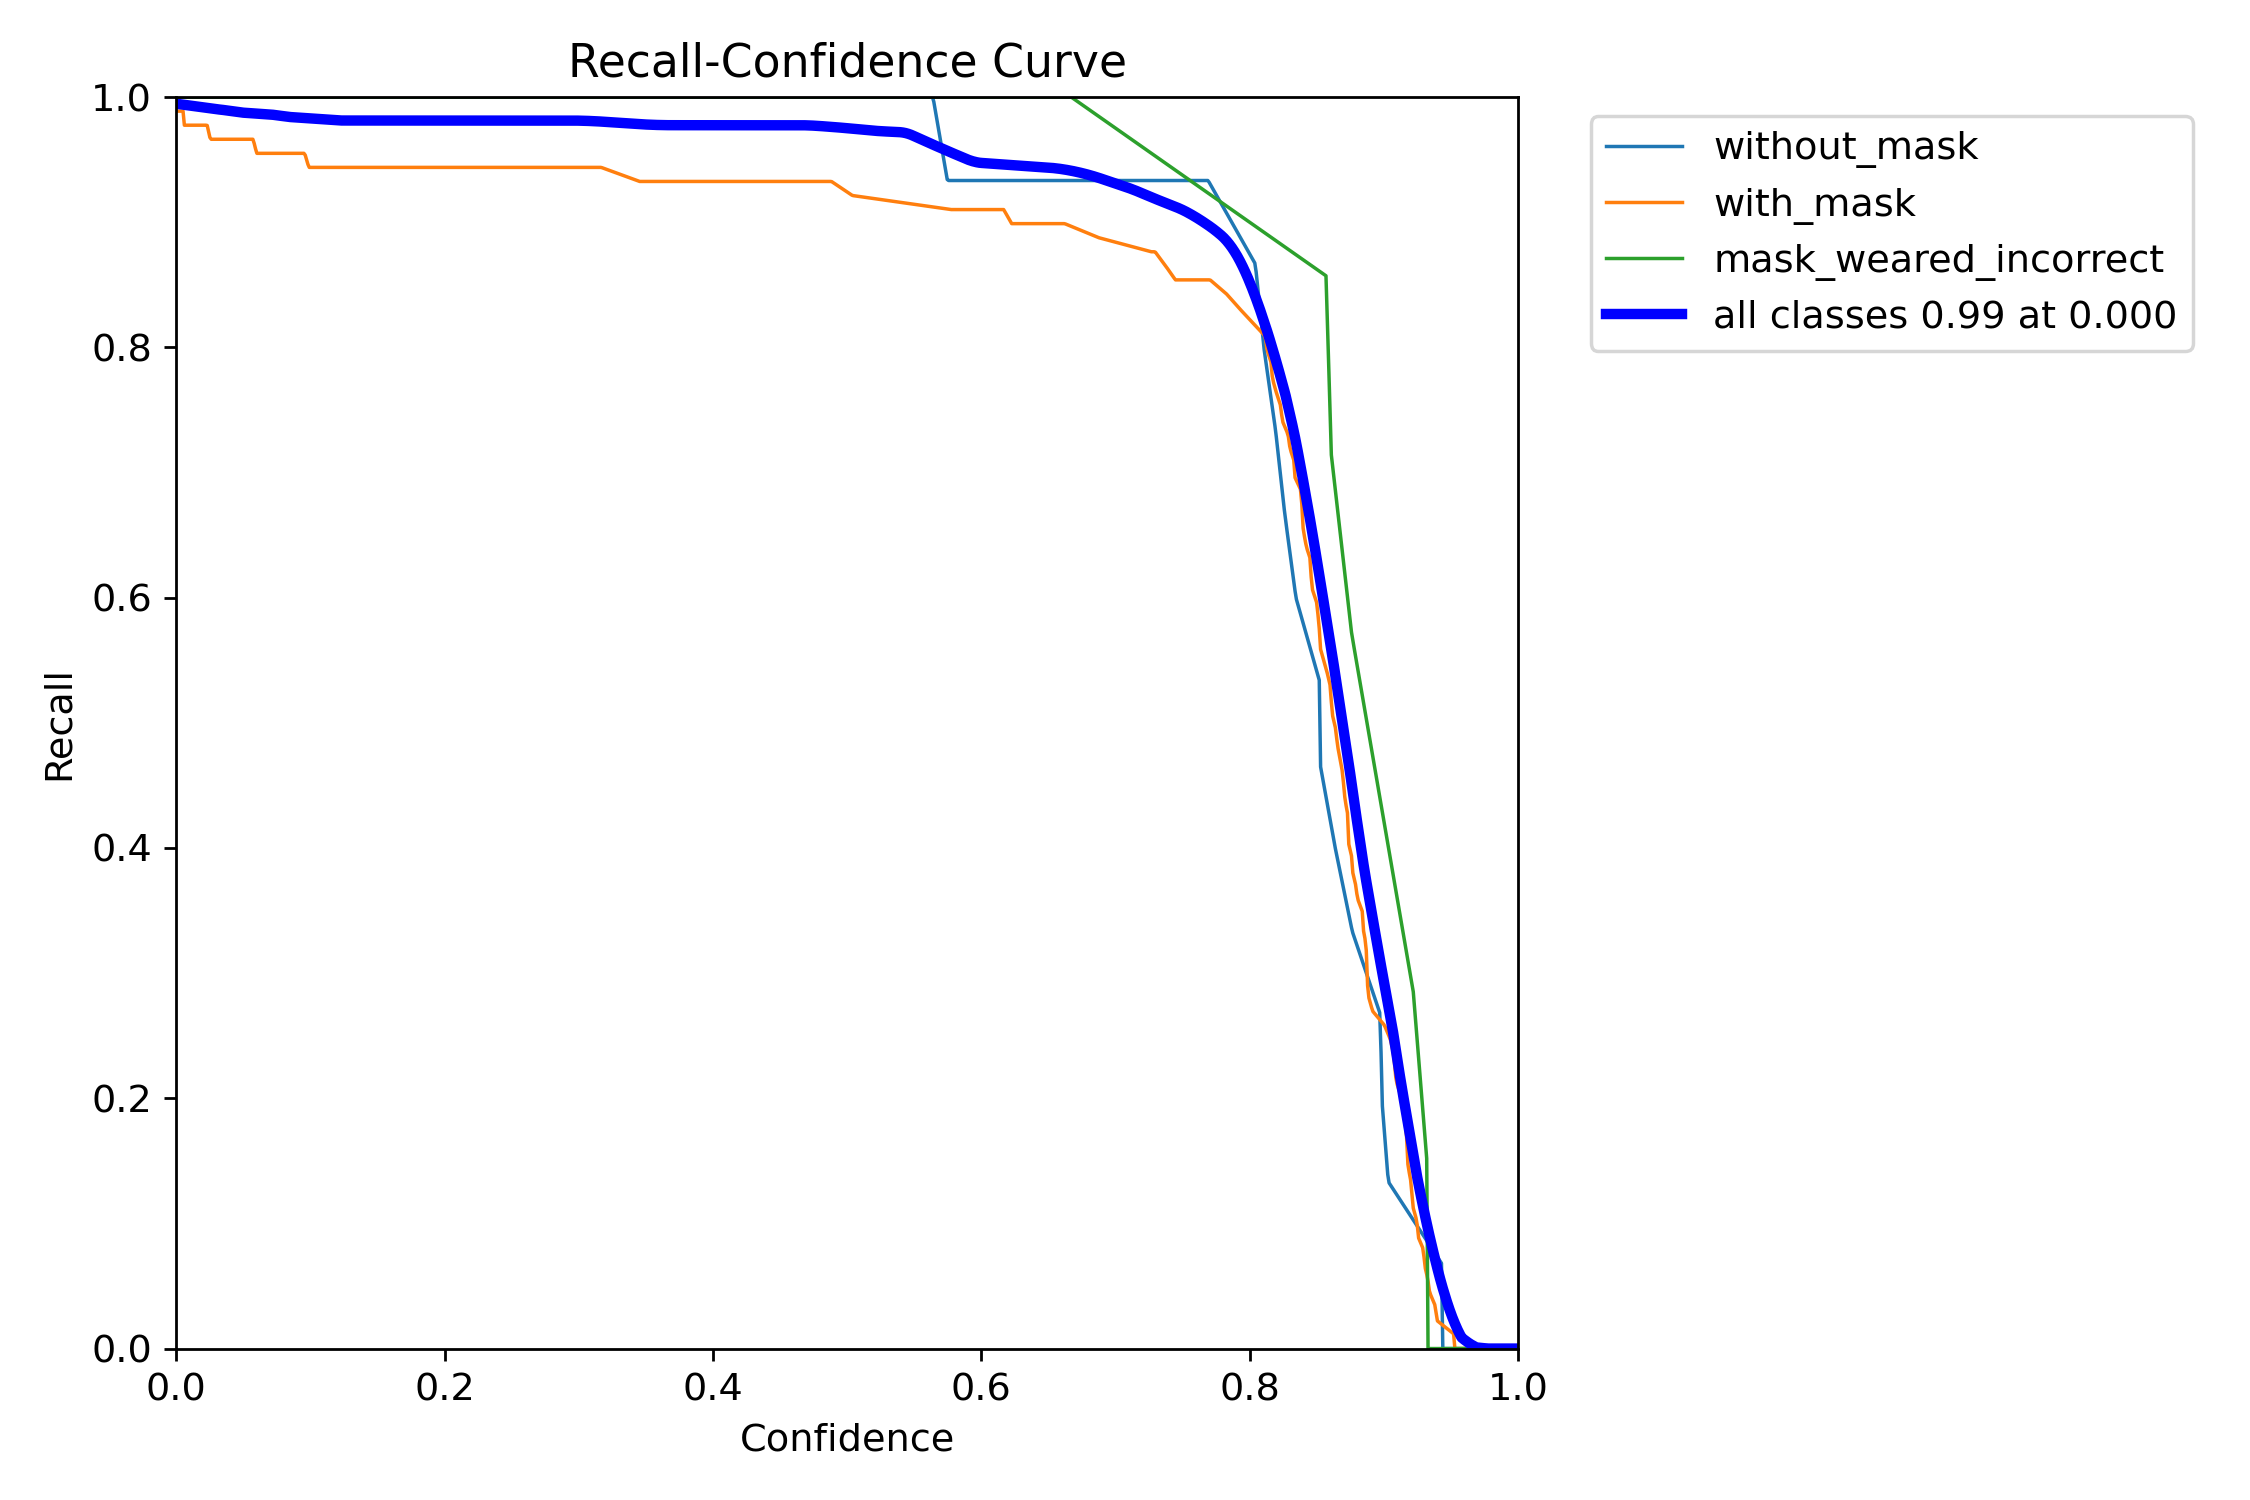 Recall-Confidence Curve
1.0
0.8
0.6
0.4
0.2
0.0
Recall
0.0 0.2 0.4 0.6 0.8 1.0
Confidence
without_mask
with_mask
mask_weared_incorrect
all classes 0.99 at 0.000